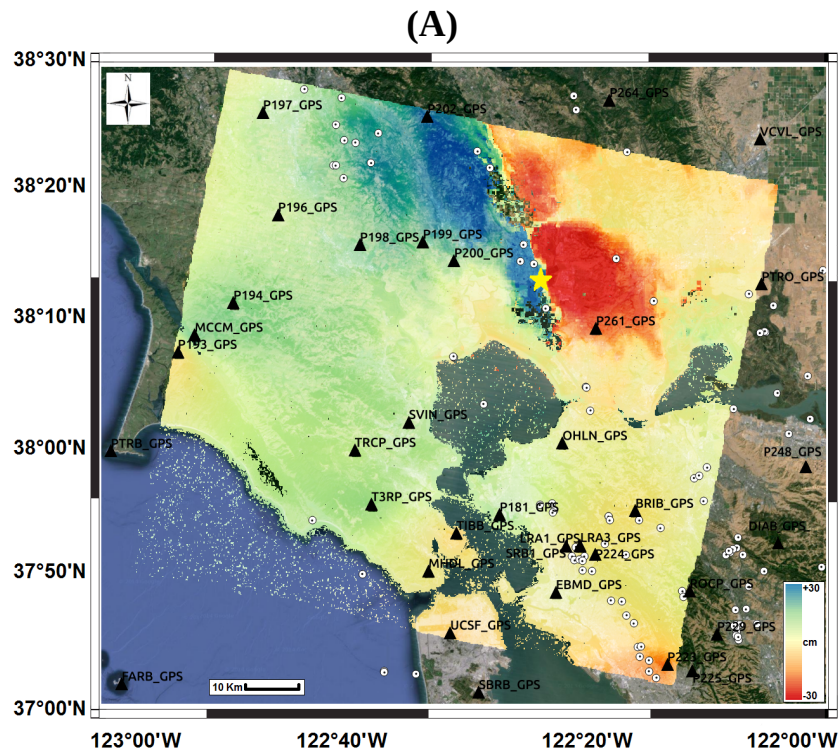 (A)
38°30'N
N
P264_GPS
P197_GPS
P202_GPS
VCVL_GPS
38°20'N
P196_GPS
P198_GPS
P199_GPS
P200_GPS
PTRO_GPS
P194_GPS
38°10'N
MCCM_GPS
P261_GPS
P193_GPS
SVIN_GPS
38°00'N
PTRB_GPS
TRCP_GPS
OHLN_GPS
P248_GPS
T3RP_GPS
P181_GPS
BRIB_GPS
TIBB_GPS
DIAB_GPS
LRA1_GPS
LRA3_GPS
SRB1_GPS
P224_GPS
37°50'N
MHDL_GPS
EBMD_GPS
ROCP_GPS
+30
UCSF_GPS
P229_GPS
cm
P223_GPS
FARB_GPS
10 Km
SBRB_GPS
P225_GPS
-30
37°00'N
123°00'W
122°40'W
122°20'W
122°00'W